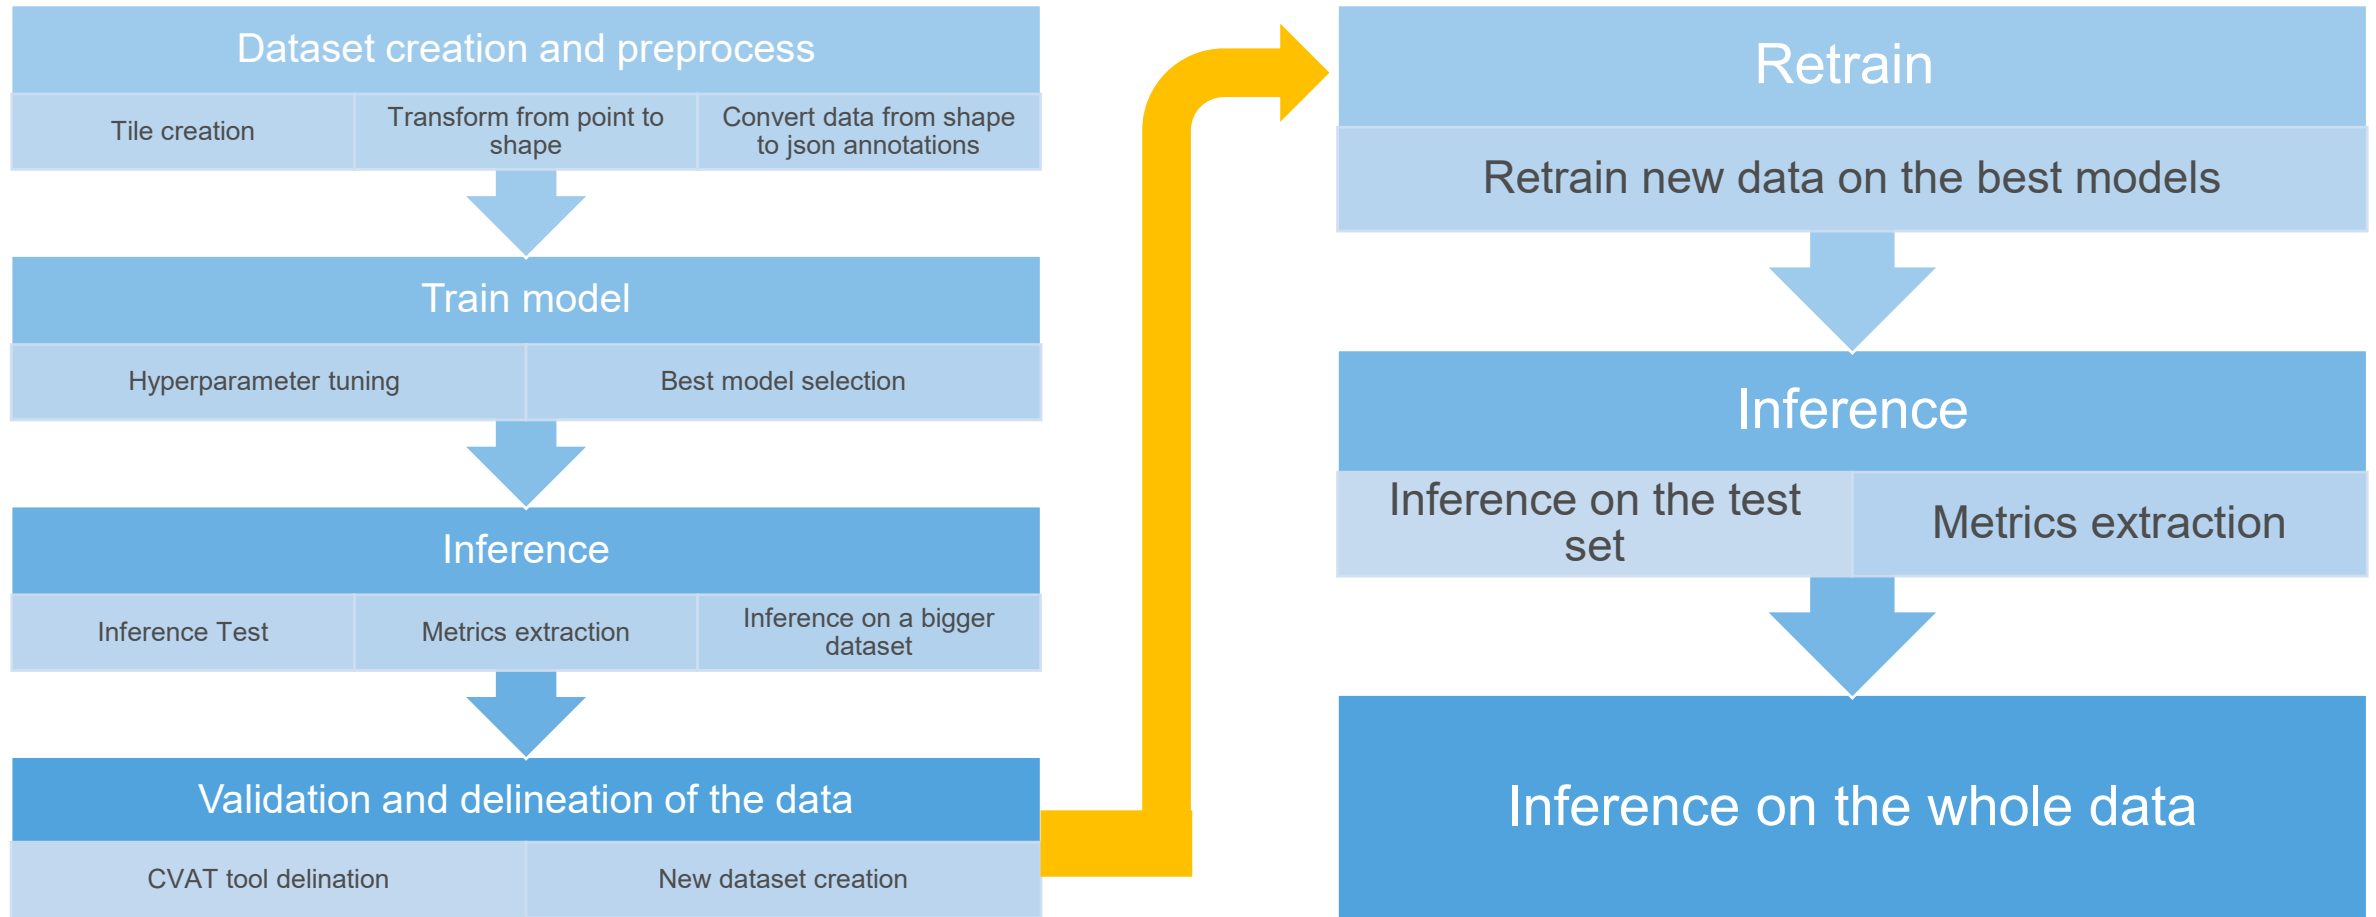 Dataset creation and preprocess
Tile creation
Transform from point to
shape
Convert data from shape
to json annotations
Train model
Hyperparameter tuning
Best model selection
Inference
Inference Test
Metrics extraction
Inference on a bigger
dataset
Validation and delineation of the data
CVAT tool delination
New dataset creation
Retrain
Retrain new data on the best models
Inference
Inference on the test
set
Metrics extraction
Inference on the whole data